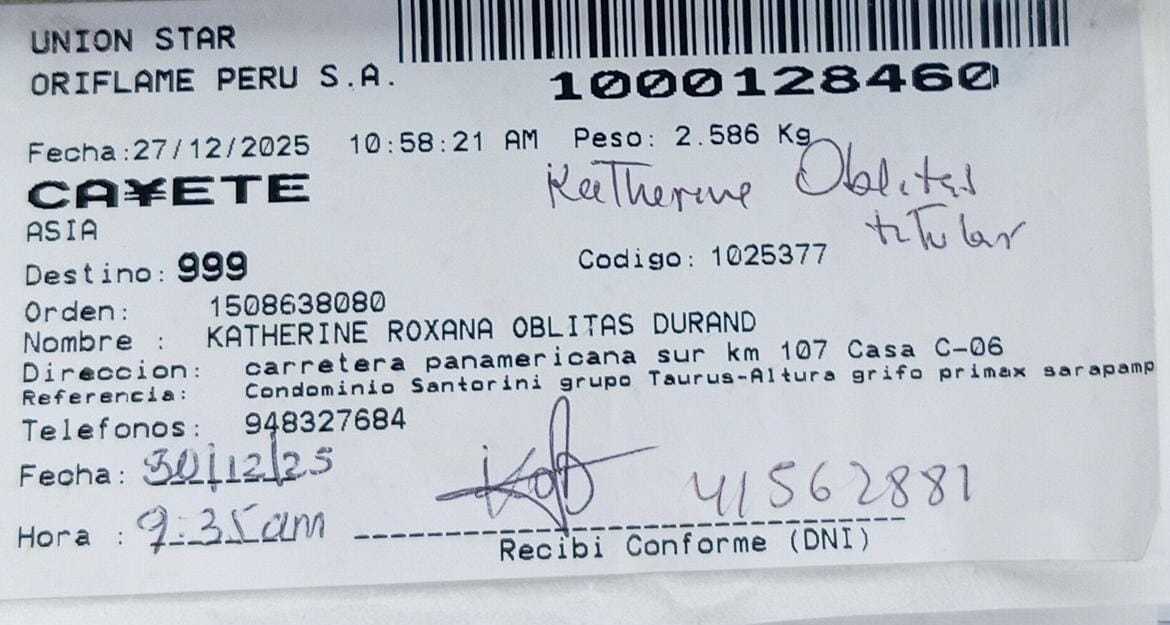 UNION STAR
ORIFLAME PERU S.A.
1000128460
Fecha:27/12/2025 10:58:21 AM Peso: 2.586 Kg
CA¥ETE
Katherine Oblitas
titular
ASIA
Destino: 999 Codigo: 1025377
Orden: 1508638080
Nombre : KATHERINE ROXANA OBLITAS DURAND
Direccion: carretera panamericana sur km 107 Casa C-06
Referencia: Condominio Santorini grupo Taurus-Altura grifo primax sarapamp
Telefonos: 948327684
Fecha: 30/12/25
41562881
Hora : 9:35am
Recibi Conforme (DNI)